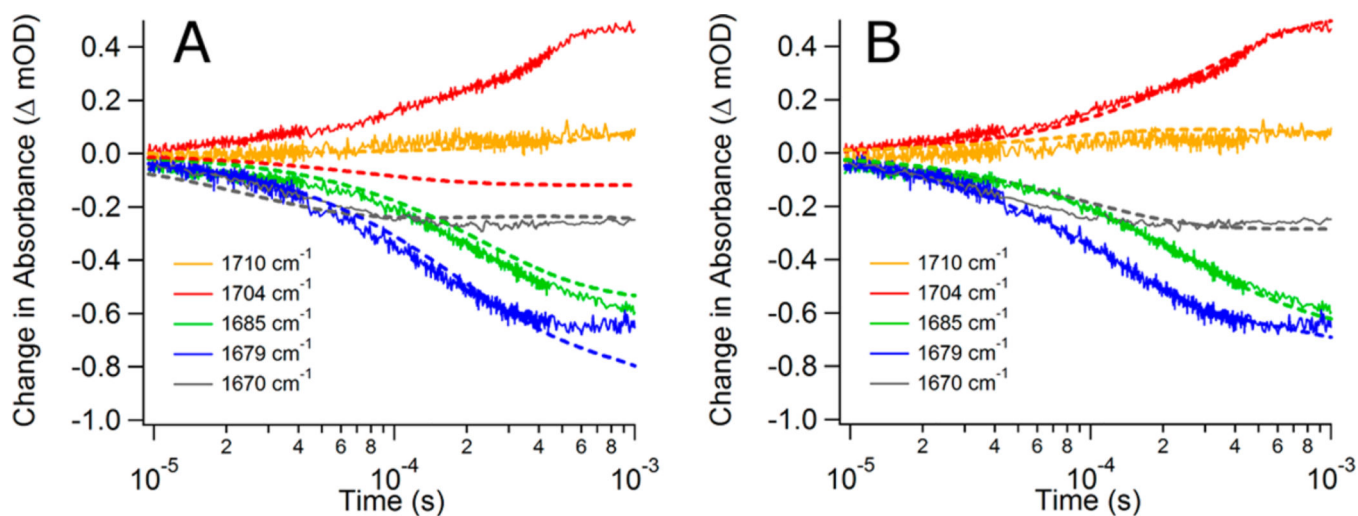 A
Change in Absorbance (Δ mOD)
0.4
0.2
0.0
-0.2
-0.4
-0.6
-0.8
-1.0
1710 cm⁻¹
1704 cm⁻¹
1685 cm⁻¹
1679 cm⁻¹
1670 cm⁻¹
2 4 6 8 2 4 6 8
10⁻⁵ 10⁻⁴ 10⁻³
Time (s)
B
Change in Absorbance (Δ mOD)
0.4
0.2
0.0
-0.2
-0.4
-0.6
-0.8
-1.0
1710 cm⁻¹
1704 cm⁻¹
1685 cm⁻¹
1679 cm⁻¹
1670 cm⁻¹
2 4 6 8 2 4 6 8
10⁻⁵ 10⁻⁴ 10⁻³
Time (s)